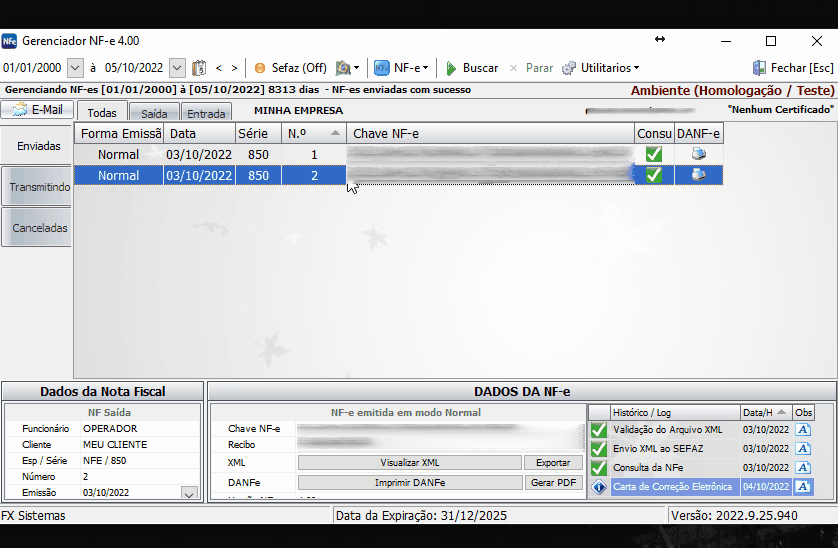 NFe Gerenciador NF-e 4.00
01/01/2000 à 05/10/2022 5 < > Sefaz (Off) NF-e Buscar Parar Utilitarios Fechar [Esc]
Gerenciando NF-es [01/01/2000] à [05/10/2022] 8313 dias - NF-es enviadas com sucesso Ambiente (Homologação / Teste)
E-Mail Todas Saída Entrada MINHA EMPRESA "Nenhum Certificado"
Forma Emissã Data Série N.º Chave NF-e Consu DANF-e
Enviadas
Normal 03/10/2022 850 1
Normal 03/10/2022 850 2
Transmitindo
Canceladas
Dados da Nota Fiscal DADOS DA NF-e
NF Saída NF-e emitida em modo Normal Histórico / Log Data/H Obs
Funcionário OPERADOR Chave NF-e Validação do Arquivo XML 03/10/2022 A
Cliente MEU CLIENTE Recibo Envio XML ao SEFAZ 03/10/2022 A
Esp / Série NFE / 850 XML Visualizar XML Exportar Consulta da NFe 03/10/2022 A
Número 2 DANFe Imprimir DANFe Gerar PDF Carta de Correção Eletrônica 04/10/2022 A
Emissão 03/10/2022
FX Sistemas Data da Expiração: 31/12/2025 Versão: 2022.9.25.940